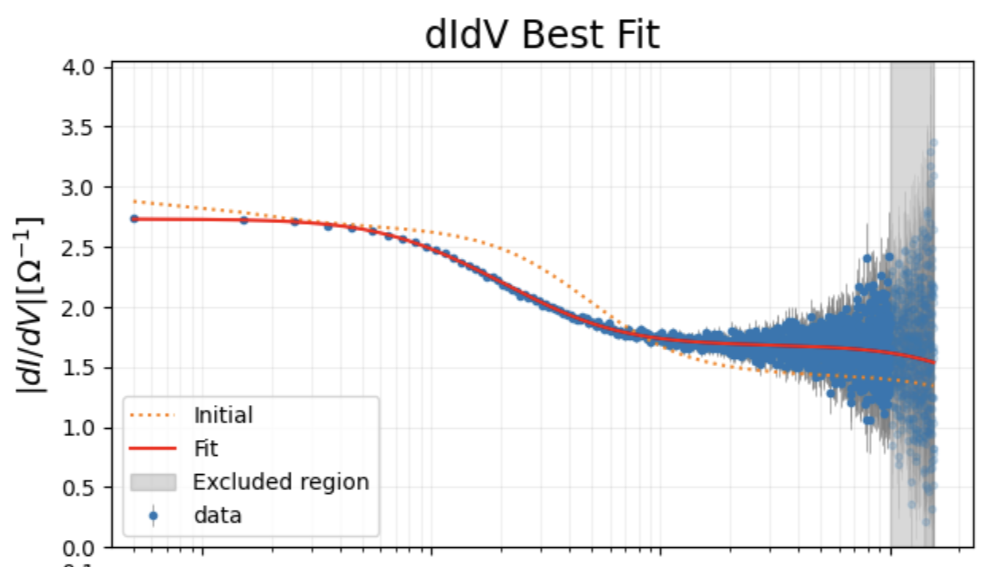 dIdV Best Fit
4.0
3.5
3.0
2.5
2.0
1.5
1.0
0.5
0.0
|dI/dV|[Ω⁻¹]
Initial
Fit
Excluded region
data